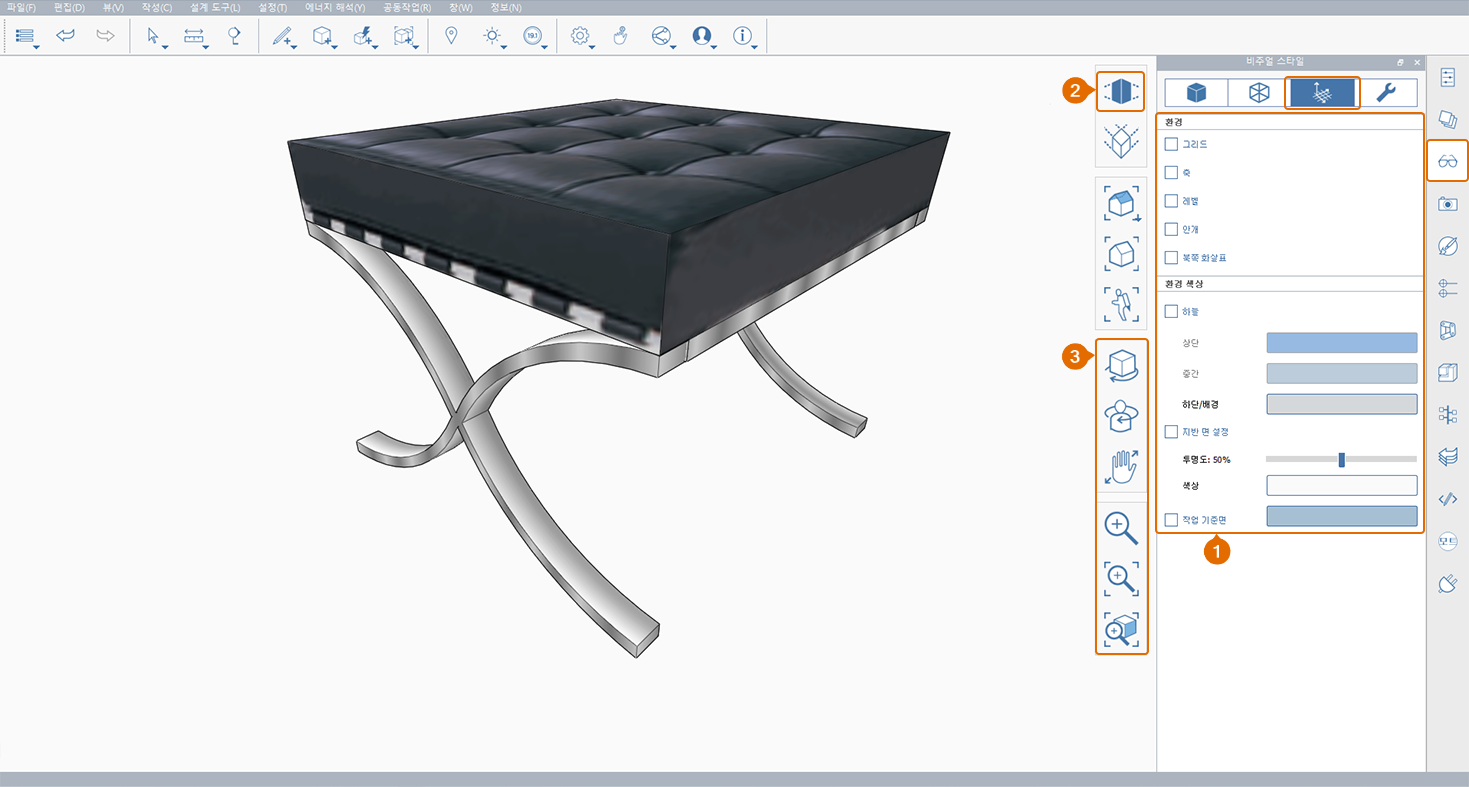 파일(F) 편집(D) 뷰(V) 작성(C) 설계 도구(L) 설정(T) 에너지 해석(Y) 공동작업(R) 창(W) 정보(N)
19.1
비주얼 스타일
2
환경
그리드
축
레벨
안개
북쪽 화살표
환경 색상
하늘
상단
3
중간
하단/배경
지반 면 설정
투명도: 50%
색상
작업 기준면
모드
1